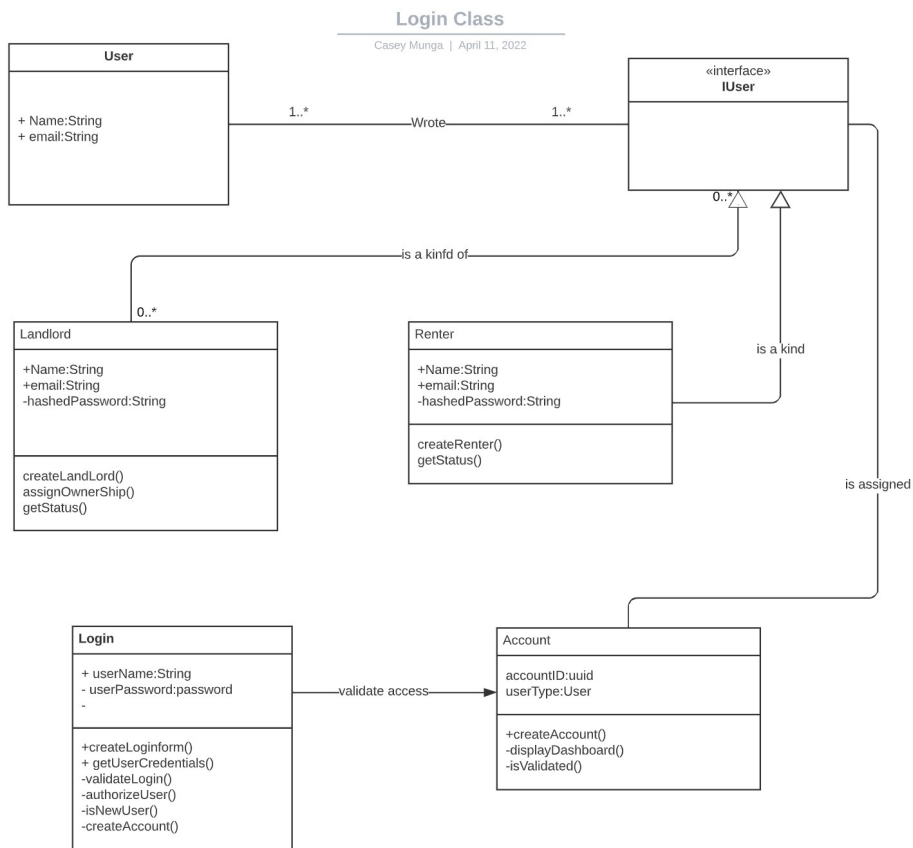 Login Class
Casey Munga | April 11, 2022
User
+ Name:String
+ email:String
1..*
Wrote
1..*
«interface»
IUser
0..*
is a kinfd of
0..*
Landlord
+Name:String
+email:String
-hashedPassword:String
createLandLord()
assignOwnerShip()
getStatus()
Renter
+Name:String
+email:String
-hashedPassword:String
createRenter()
getStatus()
is a kind
is assigned
Login
+ userName:String
- userPassword:password
-
+createLoginform()
+ getUserCredentials()
-validateLogin()
-authorizeUser()
-isNewUser()
-createAccount()
validate access
Account
accountID:uuid
userType:User
+createAccount()
-displayDashboard()
-isValidated()